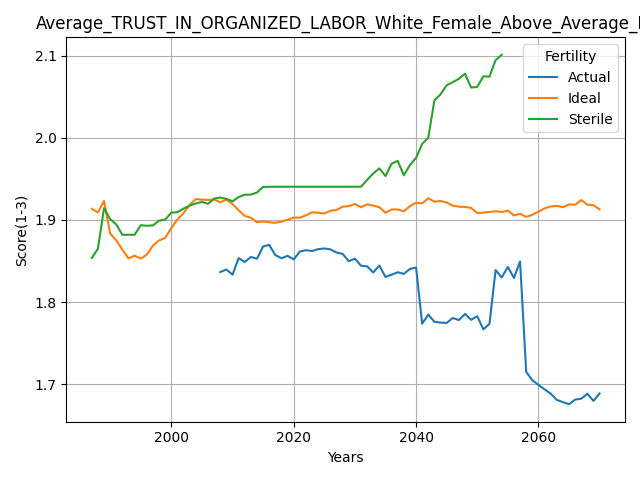 Average_TRUST_IN_ORGANIZED_LABOR_White_Female_Above_Average_
Fertility
Actual
Ideal
Sterile
Score(1-3)
2.1
2.0
1.9
1.8
1.7
2000 2020 2040 2060
Years